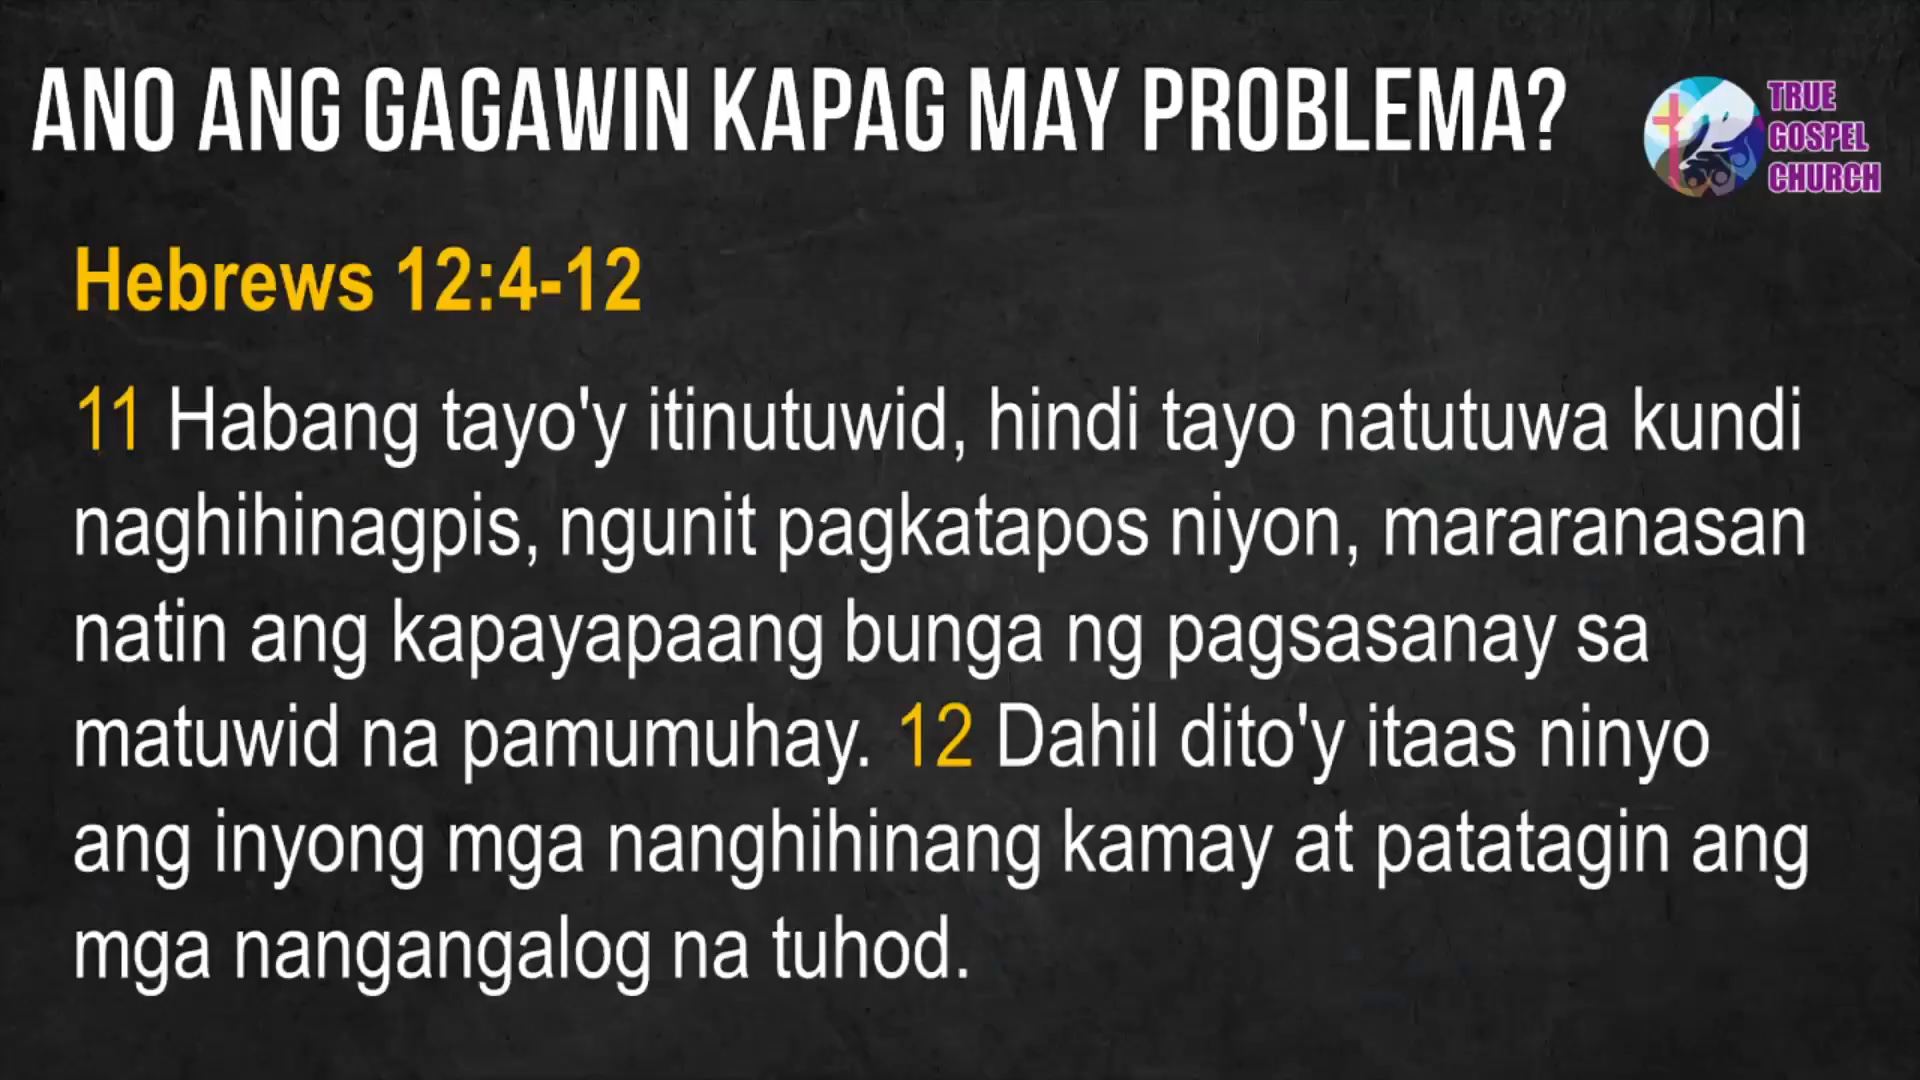 ANO ANG GAGAWIN KAPAG MAY PROBLEMA?
TRUE
GOSPEL
CHURCH
Hebrews 12:4-12
11 Habang tayo'y itinutuwid, hindi tayo natutuwa kundi
naghihinagpis, ngunit pagkatapos niyon, mararanasan
natin ang kapayapaang bunga ng pagsasanay sa
matuwid na pamumuhay. 12 Dahil dito'y itaas ninyo
ang inyong mga nanghihinang kamay at patatagin ang
mga nangangalog na tuhod.